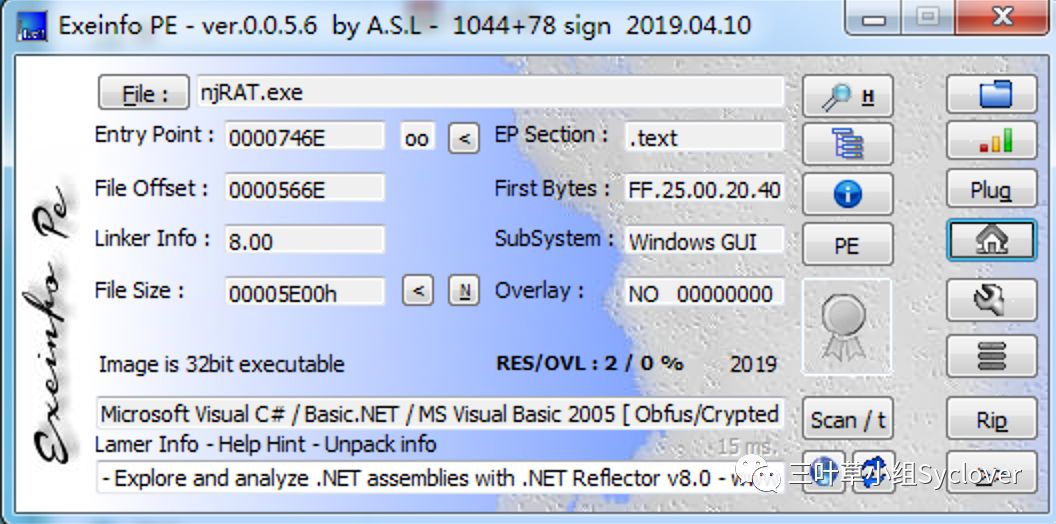 Exeinfo PE - ver.0.0.5.6 by A.S.L - 1044+78 sign 2019.04.10
Exeinfo Pe
File : njRAT.exe H
Entry Point : 0000746E oo < EP Section : .text
File Offset : 0000566E First Bytes : FF.25.00.20.40 Plug
Linker Info : 8.00 SubSystem : Windows GUI PE
File Size : 00005E00h < N Overlay : NO 00000000
Image is 32bit executable RES/OVL : 2 / 0 % 2019
Microsoft Visual C# / Basic.NET / MS Visual Basic 2005 [ Obfus/Crypted Scan / t Rip
Lamer Info - Help Hint - Unpack info 15 ms.
- Explore and analyze .NET assemblies with .NET Reflector v8.0 -
三叶草小组Syclover